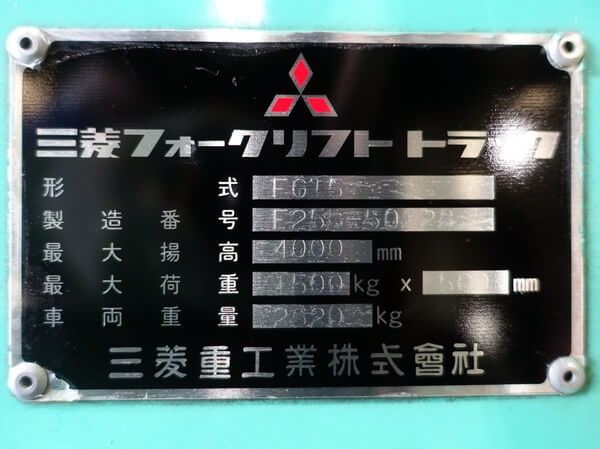 三菱フォークリフト トラック
形式 FG15
製造番号
最大揚高 4000 mm
最大荷重 1500 kg x 500 mm
車両重量 2620 kg
三菱重工業株式會社